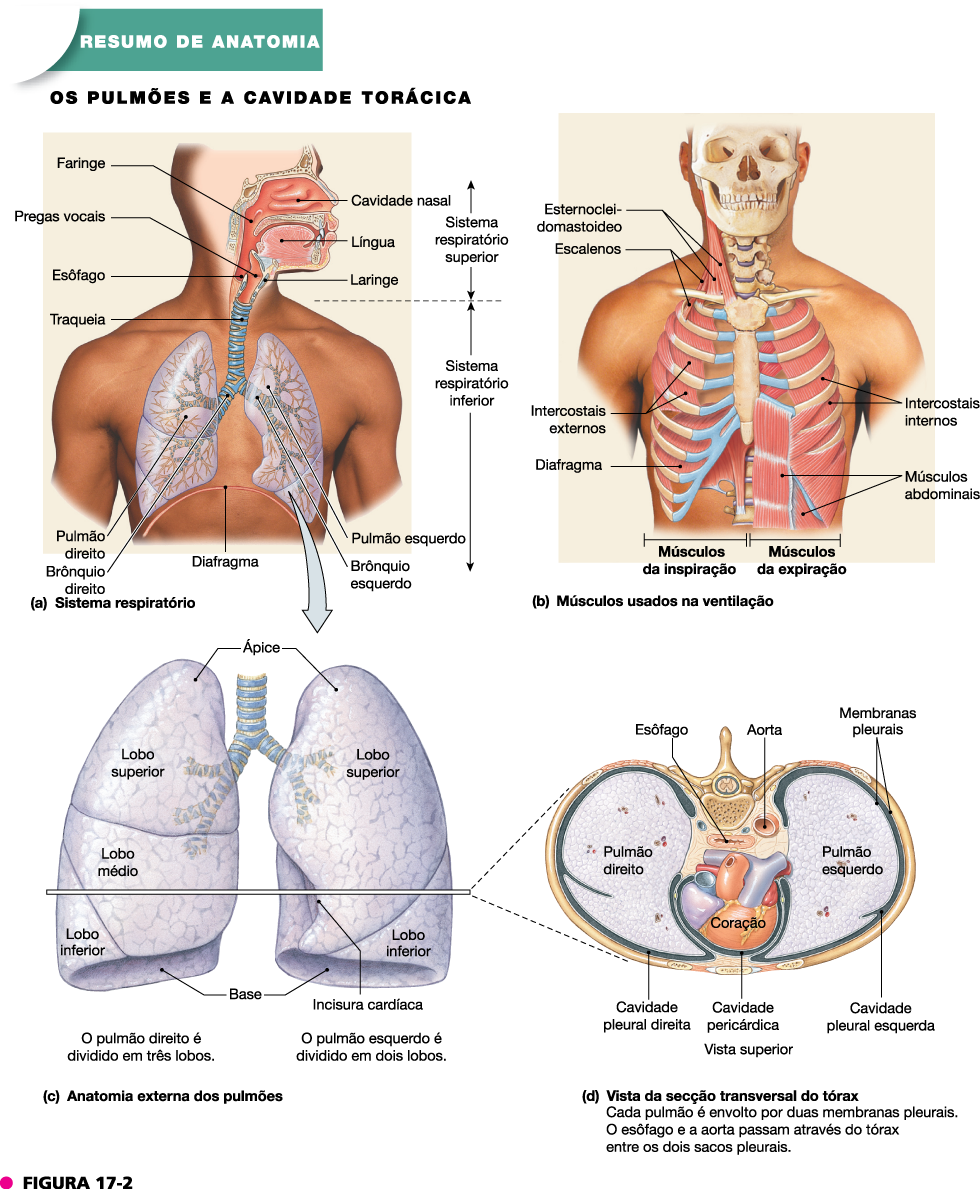 RESUMO DE ANATOMIA
OS PULMÕES E A CAVIDADE TORÁCICA
Faringe
Pregas vocais
Esôfago
Traqueia
Cavidade nasal
Língua
Laringe
Sistema
respiratório
superior
Sistema
respiratório
inferior
Pulmão
direito
Brônquio
direito
Diafragma
Pulmão esquerdo
Brônquio
esquerdo
(a) Sistema respiratório
Esternoclei-
domastoideo
Escalenos
Intercostais
externos
Diafragma
Intercostais
internos
Músculos
abdominais
Músculos
da inspiração
Músculos
da expiração
(b) Músculos usados na ventilação
Ápice
Lobo
superior
Lobo
superior
Lobo
médio
Lobo
inferior
Lobo
inferior
Base
Incisura cardíaca
O pulmão direito é
dividido em três lobos.
O pulmão esquerdo é
dividido em dois lobos.
(c) Anatomia externa dos pulmões
Esôfago
Aorta
Membranas
pleurais
Pulmão
direito
Pulmão
esquerdo
Coração
Cavidade
pleural direita
Cavidade
pericárdica
Cavidade
pleural esquerda
Vista superior
(d) Vista da secção transversal do tórax
Cada pulmão é envolto por duas membranas pleurais.
O esôfago e a aorta passam através do tórax
entre os dois sacos pleurais.
FIGURA 17-2